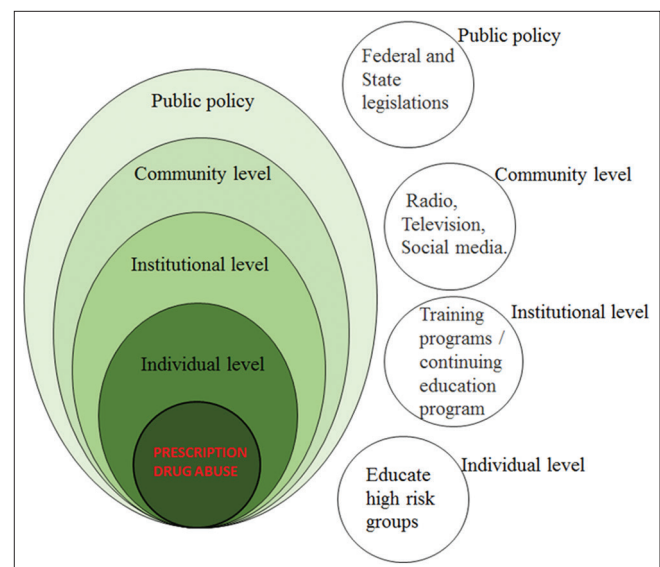 Public policy
Community level
Institutional level
Individual level
PRESCRIPTION
DRUG ABUSE
Public policy
Federal and
State
legislations
Community level
Radio,
Television,
Social media.
Institutional level
Training
programs /
continuing
education
program
Individual level
Educate
high risk
groups